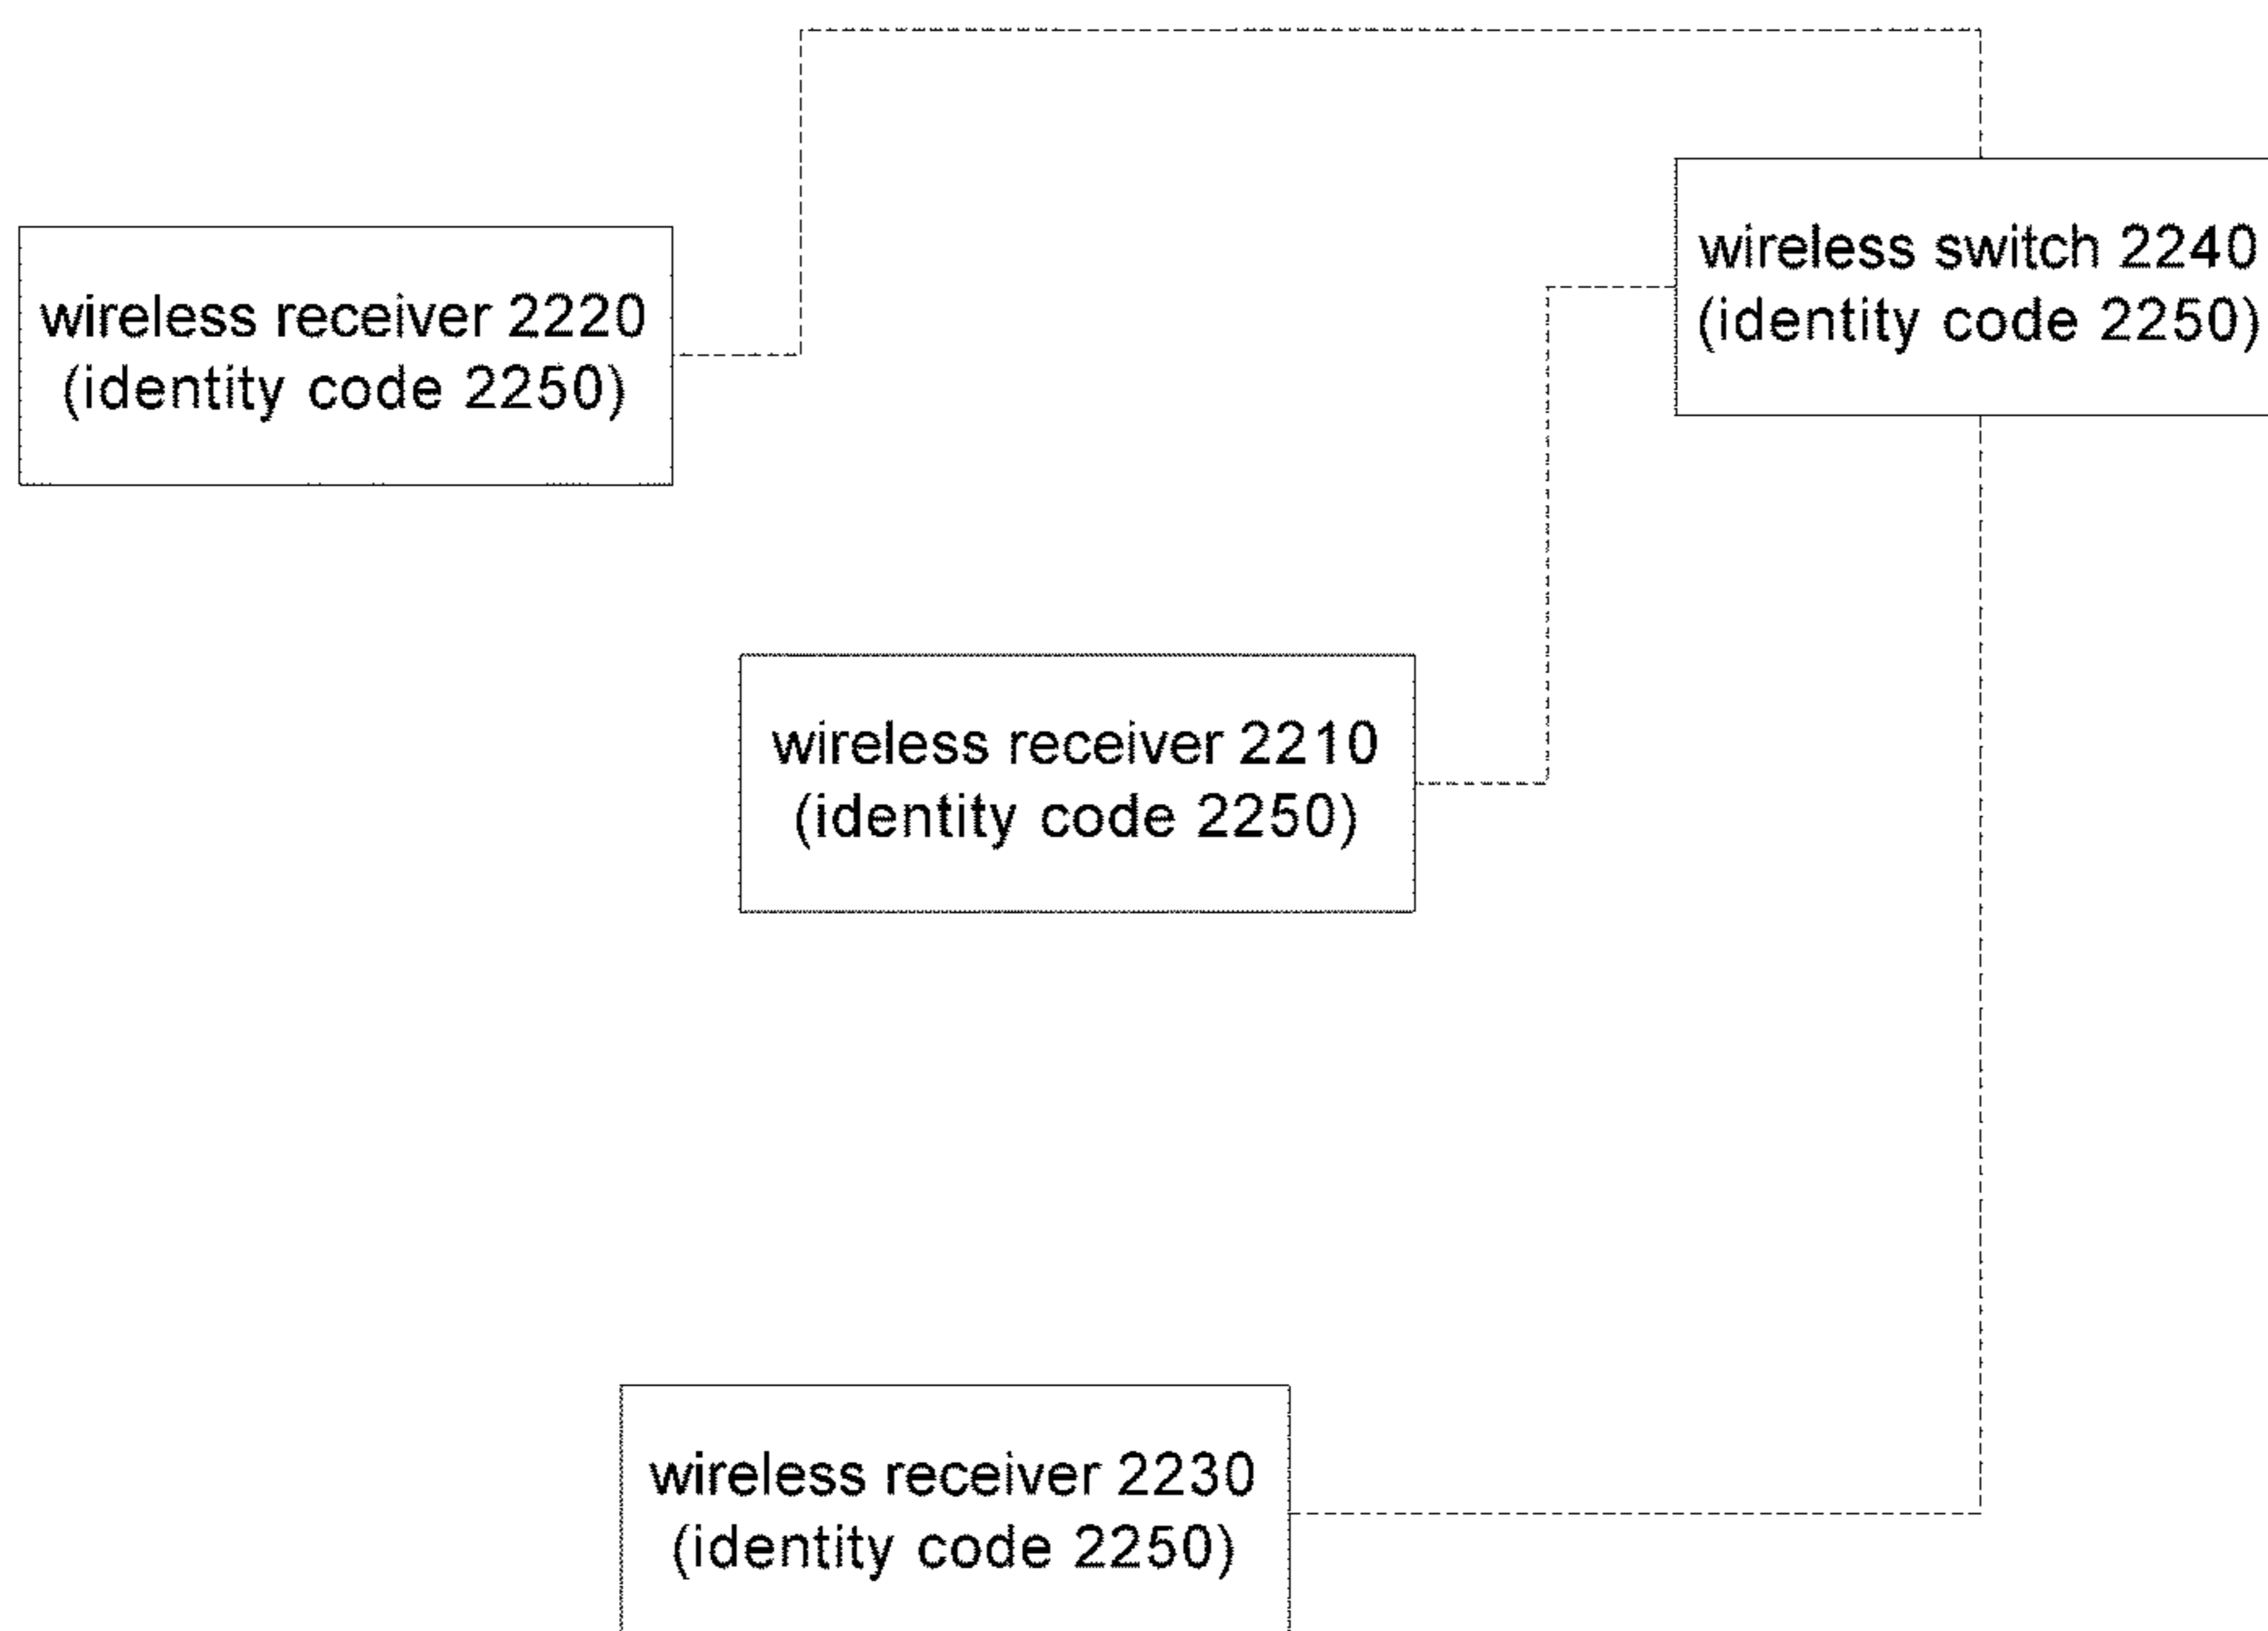 wireless switch 2240
(identity code 2250)
wireless receiver 2220
(identity code 2250)
wireless receiver 2210
(identity code 2250)
wireless receiver 2230
(identity code 2250)